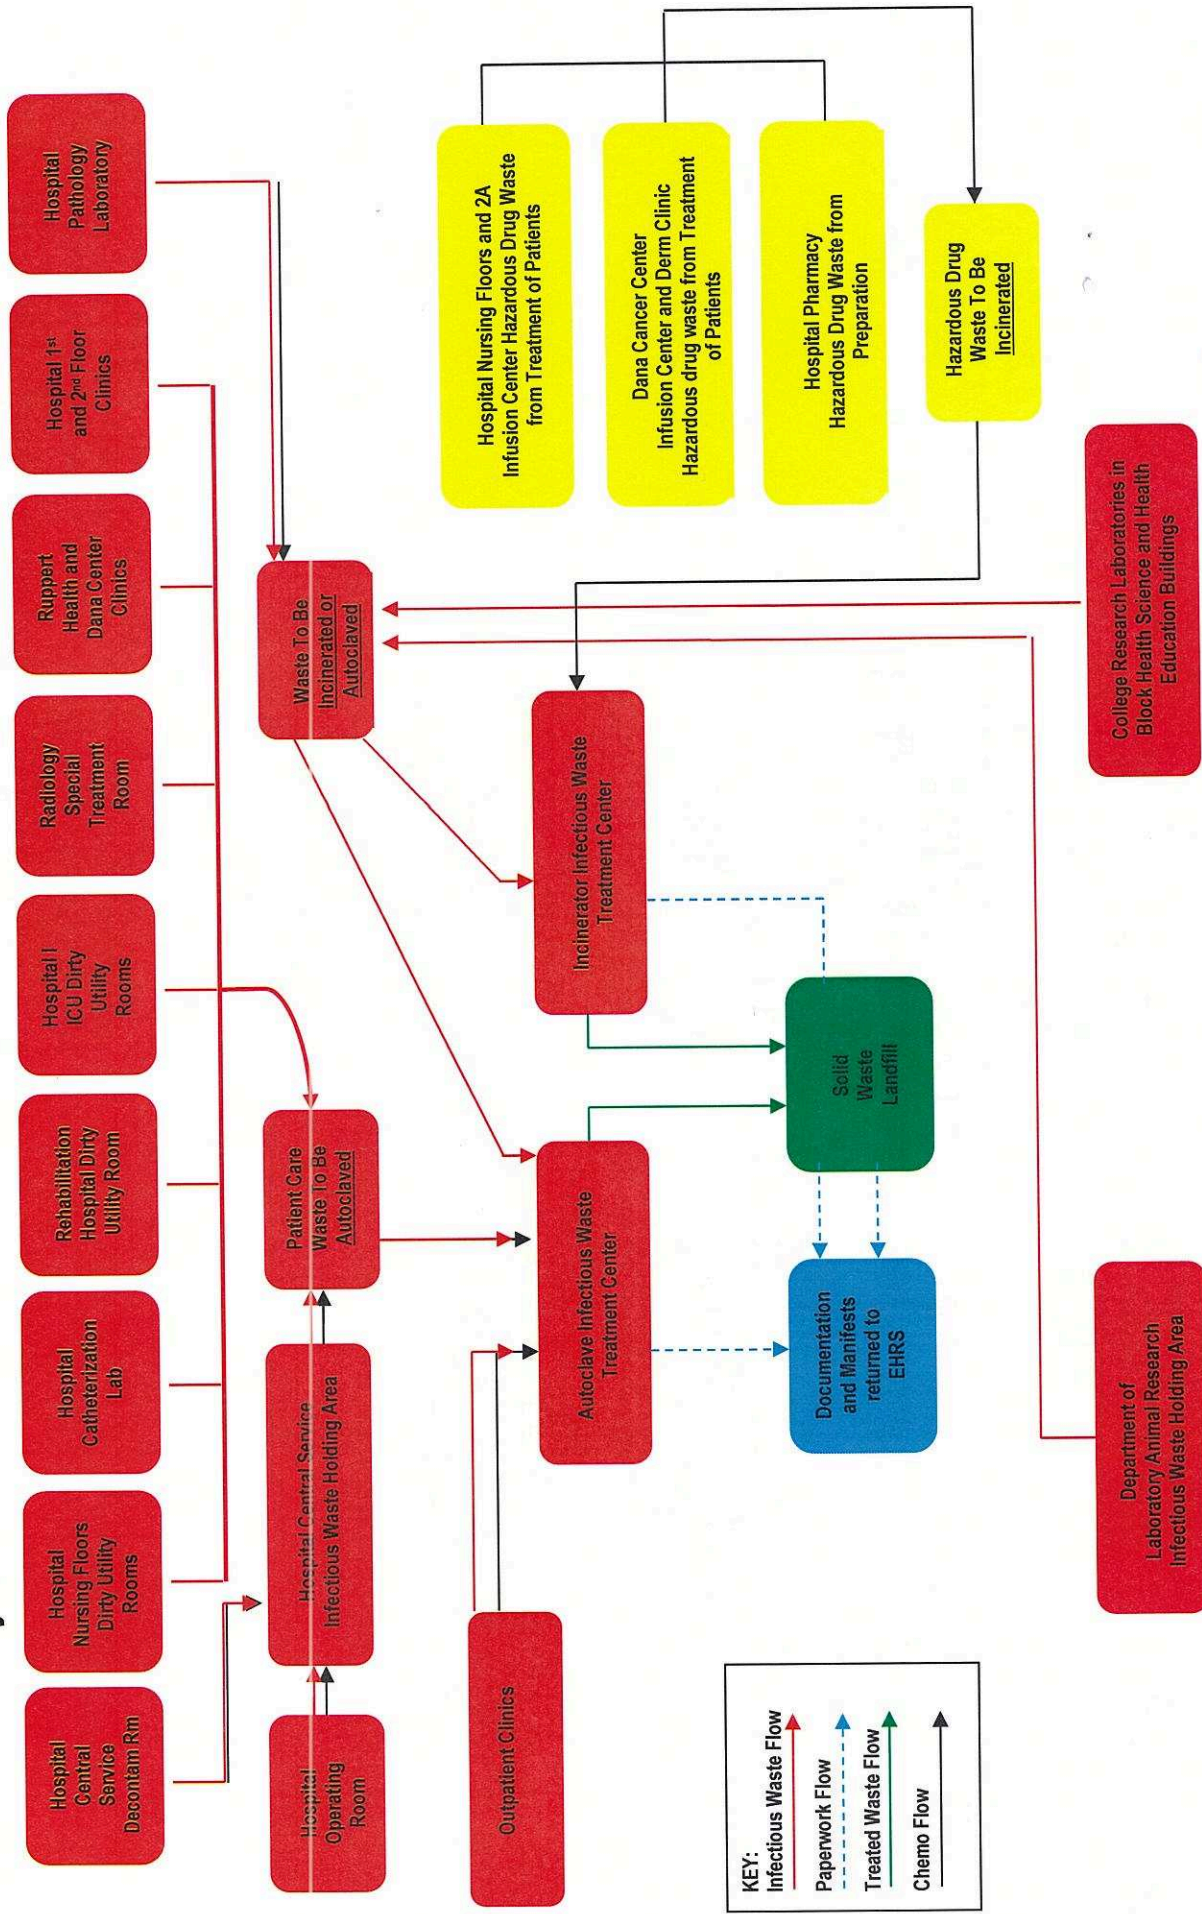 Hospital
Central
Service
Decontam Rm
Hospital
Nursing Floors
Dirty Utility
Rooms
Hospital
Catheterization
Lab
Rehabilitation
Hospital Dirty
Utility Room
Hospital I
ICU Dirty
Utility
Rooms
Radiology
Special
Treatment
Room
Ruppert
Health and
Dana Center
Clinics
Hospital 1st
and 2nd Floor
Clinics
Hospital
Pathology
Laboratory
Hospital
Operating
Room
Hospital Central Service
Infectious Waste Holding Area
Patient Care
Waste To Be
Autoclaved
Waste To Be
Incinerated or
Autoclaved
Outpatient Clinics
Autoclave Infectious Waste
Treatment Center
Incinerator Infectious Waste
Treatment Center
Hospital Nursing Floors and 2A
Infusion Center Hazardous Drug Waste
from Treatment of Patients
Dana Cancer Center
Infusion Center and Derm Clinic
Hazardous drug waste from Treatment
of Patients
Hospital Pharmacy
Hazardous Drug Waste from
Preparation
Hazardous Drug
Waste To Be
Incinerated
Documentation
and Manifests
returned to
EHRS
Solid
Waste
Landfill
KEY:
Infectious Waste Flow
Paperwork Flow
Treated Waste Flow
Chemo Flow
Department of
Laboratory Animal Research
Infectious Waste Holding Area
College Research Laboratories in
Block Health Science and Health
Education Buildings